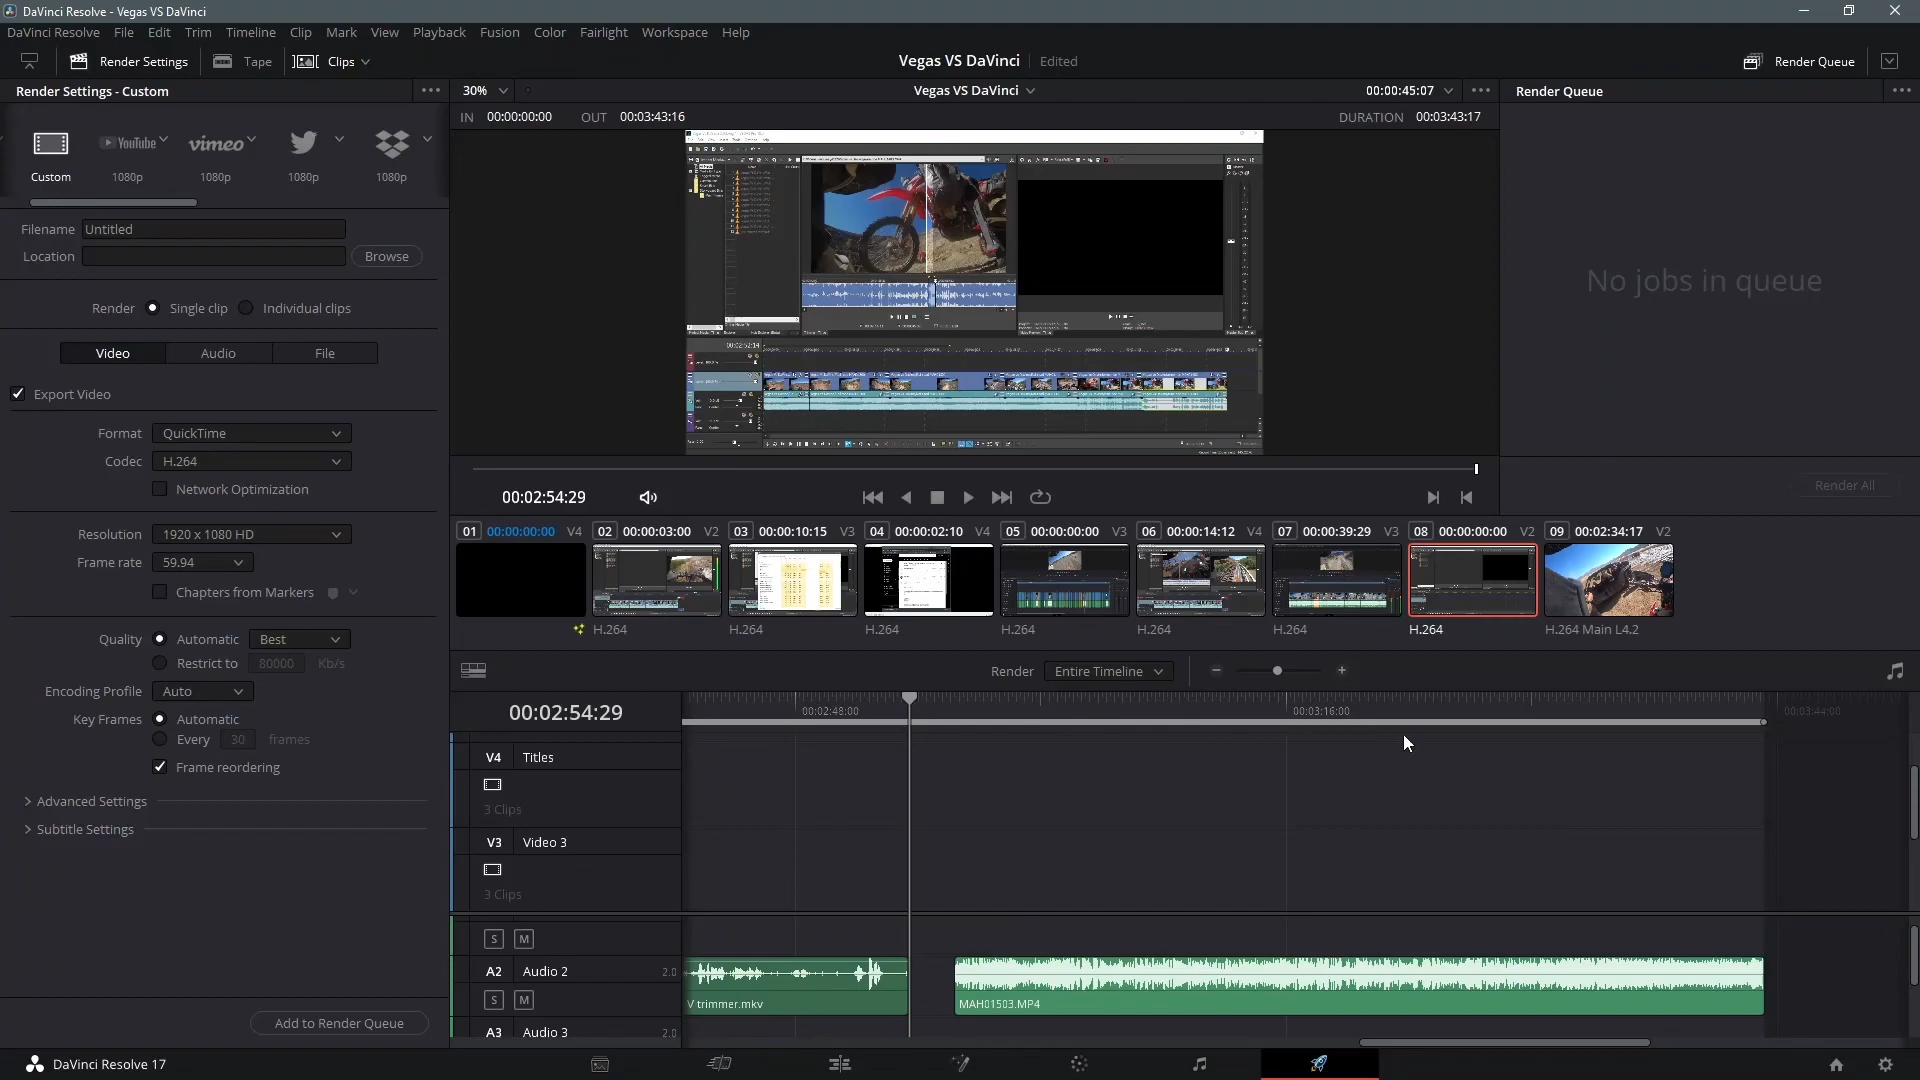 DaVinci Resolve - Vegas VS DaVinci
DaVinci Resolve File Edit Trim Timeline Clip Mark View Playback Fusion Color Fairlight Workspace Help
Render Settings Tape Clips Vegas VS DaVinci Edited Render Queue
Render Settings - Custom 30% Vegas VS DaVinci 00:00:45:07 Render Queue
IN 00:00:00:00 OUT 00:03:43:16 DURATION 00:03:43:17
YouTube vimeo
Custom 1080p 1080p 1080p 1080p
Filename Untitled
Location Browse
No jobs in queue
Render Single clip Individual clips
00:02:52:14
Video Audio File
Export Video
Format QuickTime
Codec H.264
Network Optimization
Render All
00:02:54:29
Resolution 1920 x 1080 HD
Frame rate 59.94
Chapters from Markers
01 00:00:00:00 V4 02 00:00:03:00 V2 03 00:00:10:15 V3 04 00:00:02:10 V4 05 00:00:00:00 V3 06 00:00:14:12 V4 07 00:00:39:29 V3 08 00:00:00:00 V2 09 00:02:34:17 V2
H.264 H.264 H.264 H.264 H.264 H.264 H.264 H.264 Main L4.2
Quality Automatic Best
Restrict to 80000 Kb/s
Encoding Profile Auto
Key Frames Automatic
Every 30 frames
Frame reordering
Advanced Settings
Subtitle Settings
Add to Render Queue
Render Entire Timeline
00:02:54:29 00:02:48:00 00:03:16:00 00:03:44:00
V4 Titles
3 Clips
V3 Video 3
3 Clips
S M
A2 Audio 2 2.0
S M
V trimmer.mkv MAH01503.MP4
A3 Audio 3 2.0
DaVinci Resolve 17